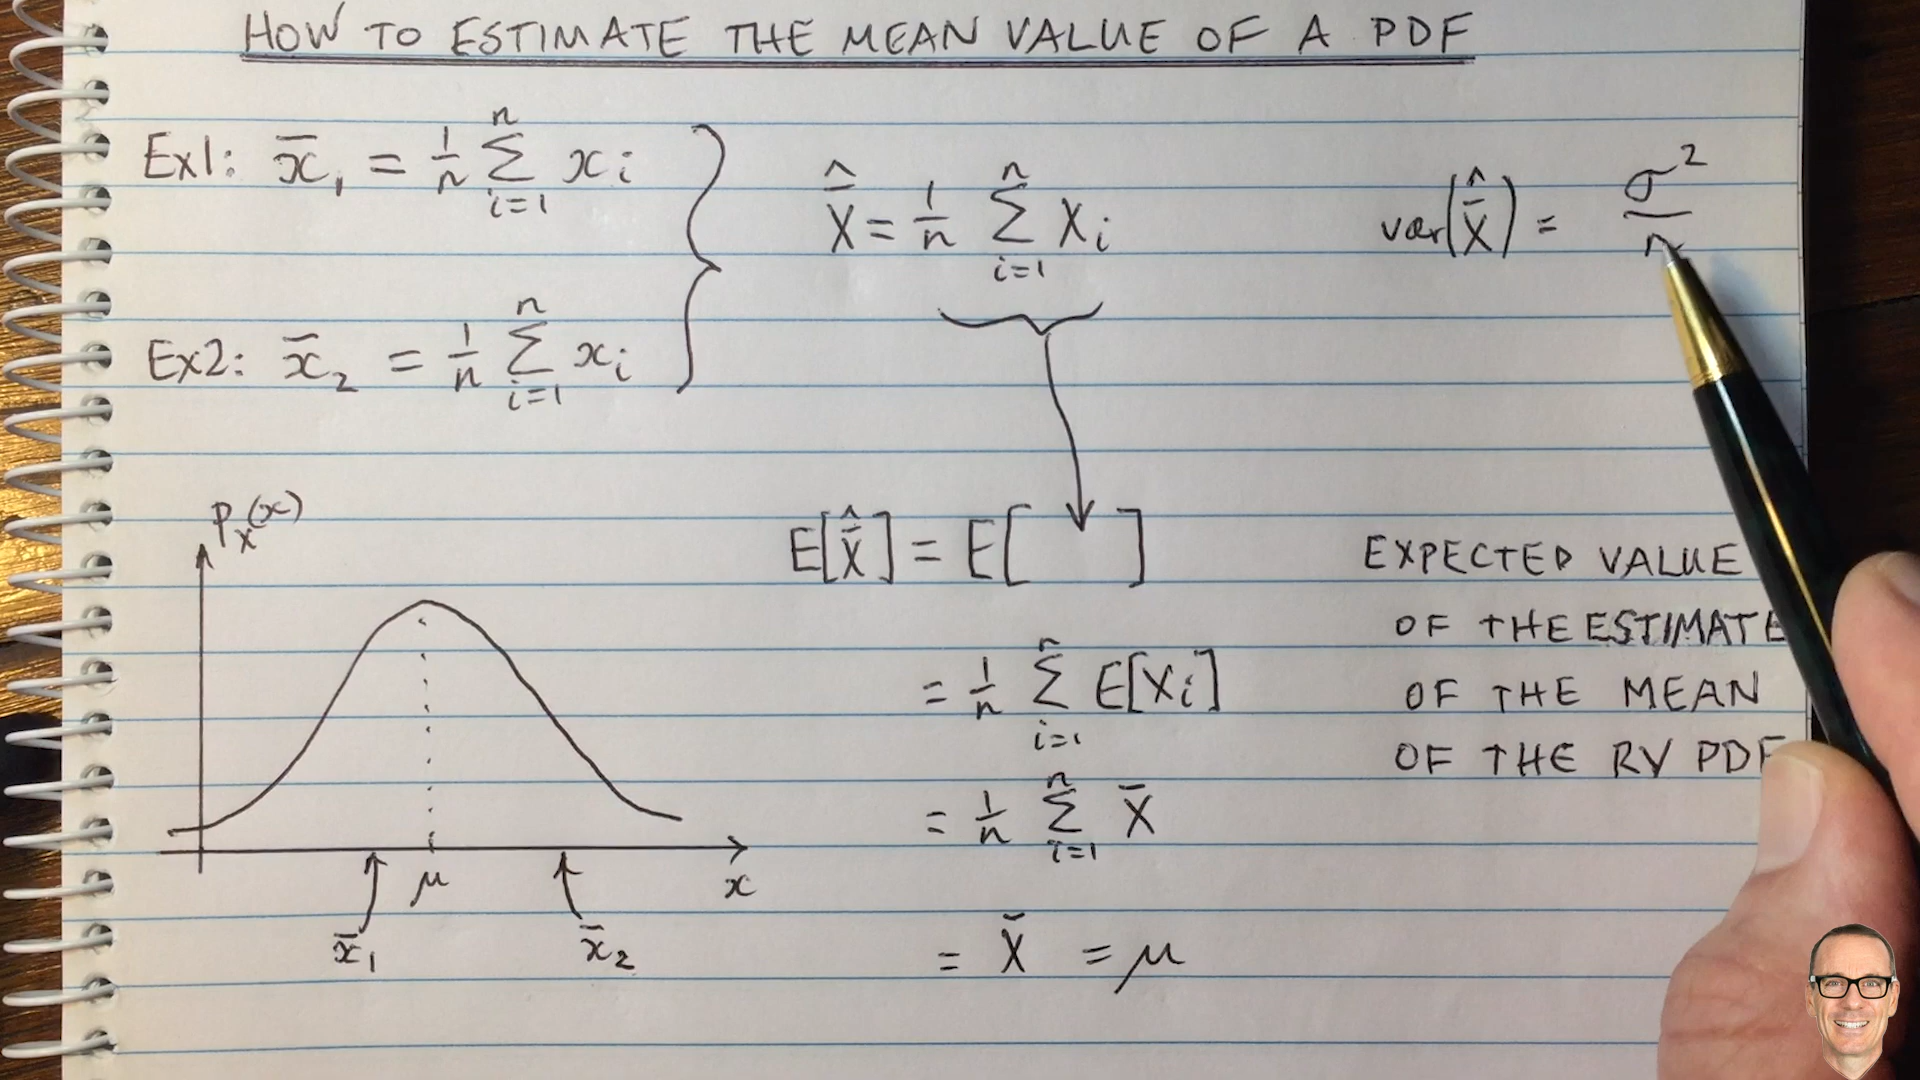 HOW TO ESTIMATE THE MEAN VALUE OF A PDF
Ex1: x̄₁ = 1/n Σ_{i=1}^{n} xᵢ
Ex2: x̄₂ = 1/n Σ_{i=1}^{n} xᵢ
X̄̂ = 1/n Σ_{i=1}^{n} Xᵢ
var(X̄̂) = σ²/n
P_X(x)
μ
x
x̄₁
x̄₂
E[X̄̂] = E[ ]
= 1/n Σ_{i=1}^{n} E[Xᵢ]
= 1/n Σ_{i=1}^{n} X̄
= X̄ = μ
EXPECTED VALUE
OF THE ESTIMATE
OF THE MEAN
OF THE RV PDF